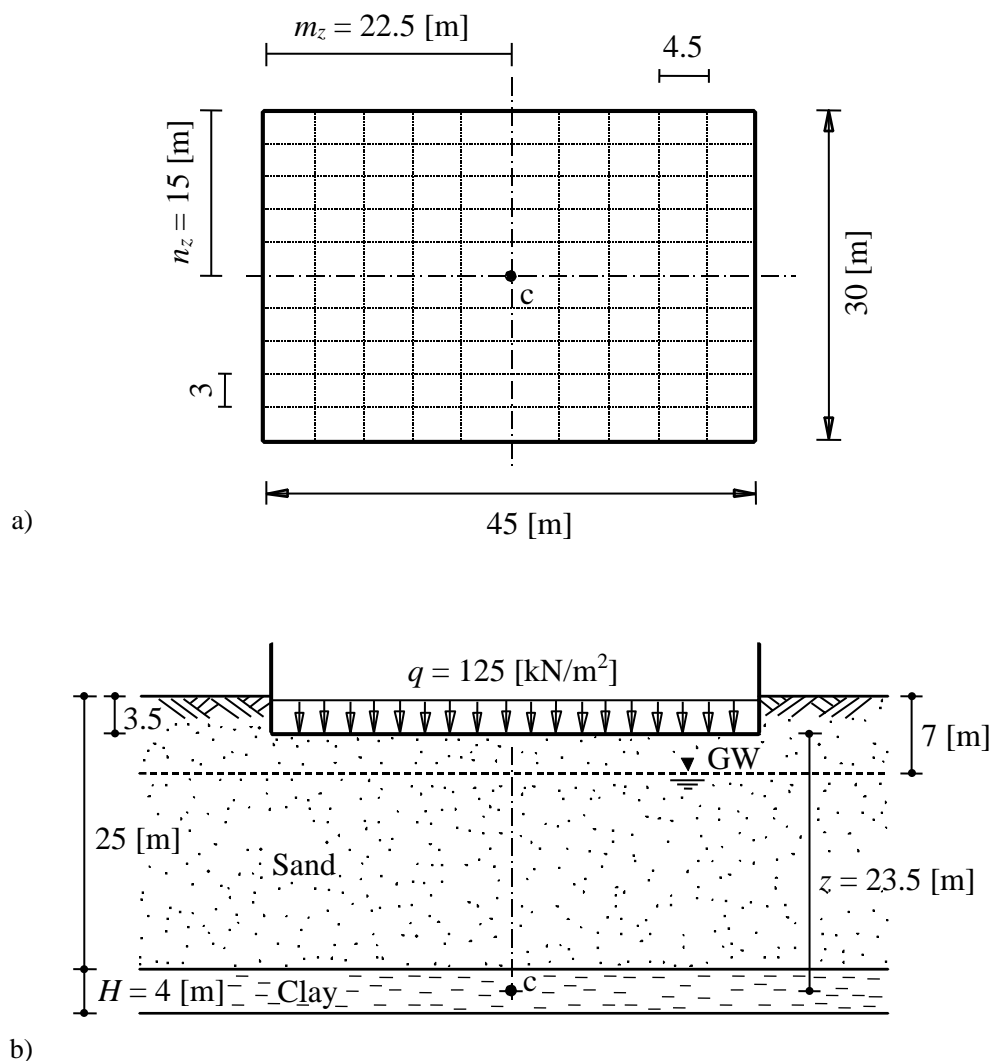 m_z = 22.5 [m]
4.5
n_z = 15 [m]
c
30 [m]
3
45 [m]
a)
q = 125 [kN/m²]
3.5
7 [m]
GW
25 [m]
Sand
z = 23.5 [m]
H = 4 [m]
Clay
c
b)